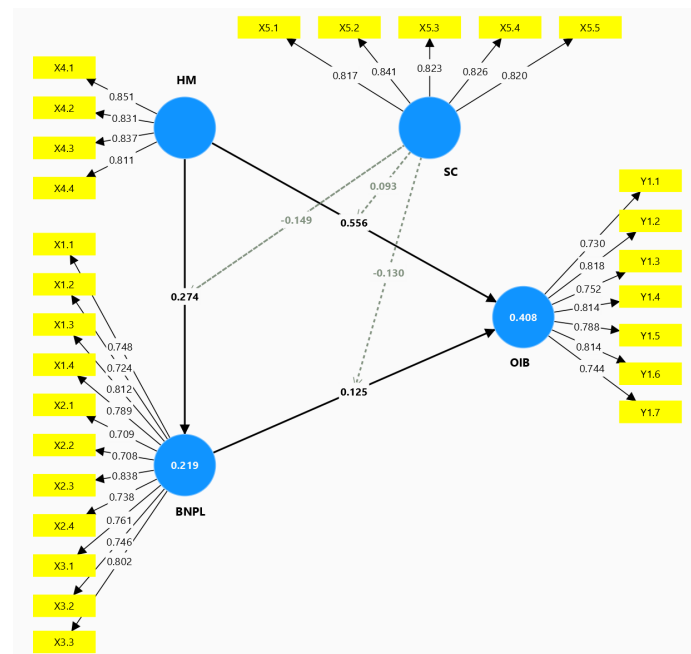 X5.1 X5.2 X5.3 X5.4 X5.5
0.817 0.841 0.823 0.826 0.820
SC
HM
X4.1
X4.2
X4.3
X4.4
0.851
0.831
0.837
0.811
0.093
0.556
-0.149
-0.130
0.274
0.125
X1.1
X1.2
X1.3
X1.4
X2.1
X2.2
X2.3
X2.4
X3.1
X3.2
X3.3
0.748
0.724
0.812
0.789
0.709
0.708
0.838
0.738
0.761
0.746
0.802
0.219
BNPL
0.408
OIB
0.730
0.818
0.752
0.814
0.788
0.814
0.744
Y1.1
Y1.2
Y1.3
Y1.4
Y1.5
Y1.6
Y1.7